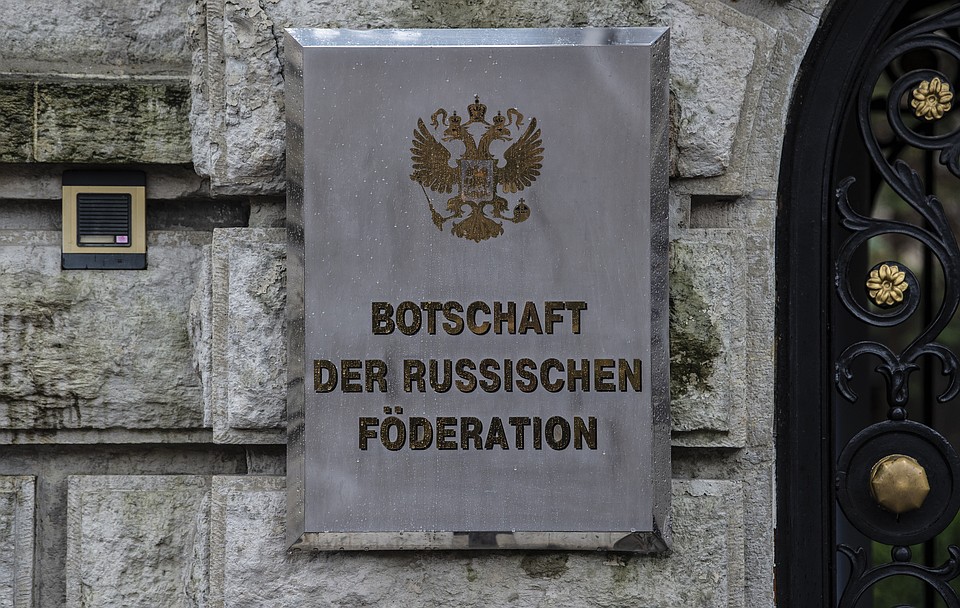 BOTSCHAFT
DER RUSSISCHEN
FÖDERATION